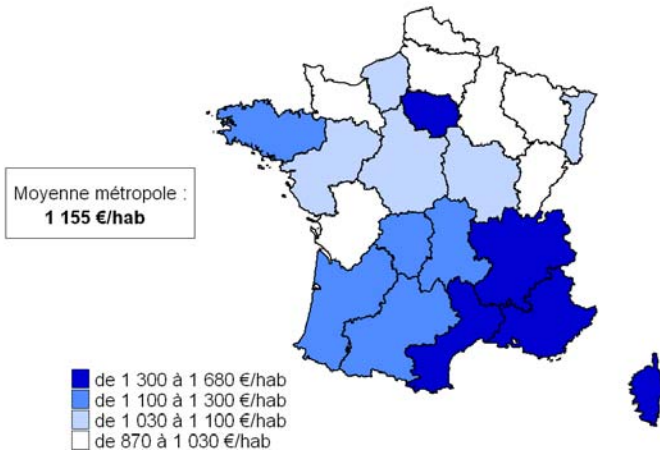 Moyenne métropole :
1 155 €/hab
de 1 300 à 1 680 €/hab
de 1 100 à 1 300 €/hab
de 1 030 à 1 100 €/hab
de 870 à 1 030 €/hab